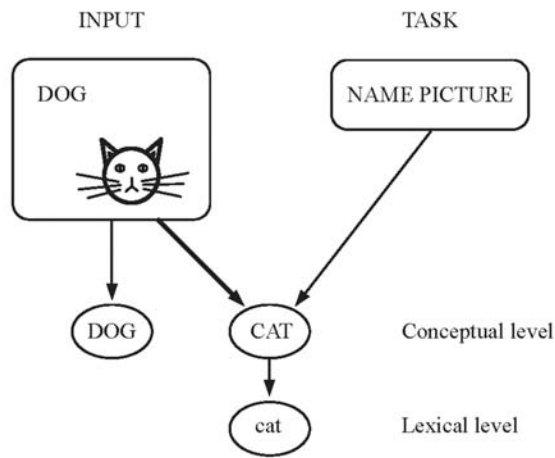 INPUT
TASK
DOG
NAME PICTURE
DOG
CAT
Conceptual level
cat
Lexical level